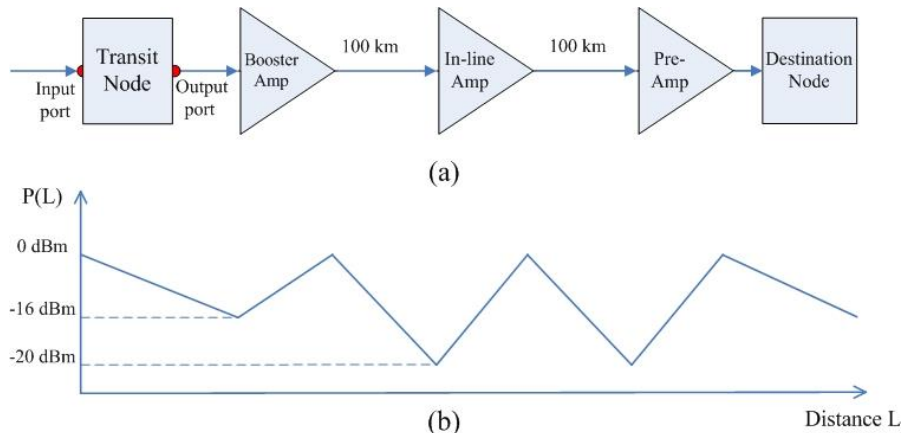 Transit
Node
Input
port
Output
port
Booster
Amp
100 km
In-line
Amp
100 km
Pre-
Amp
Destination
Node
(a)
P(L)
0 dBm
-16 dBm
-20 dBm
(b)
Distance L